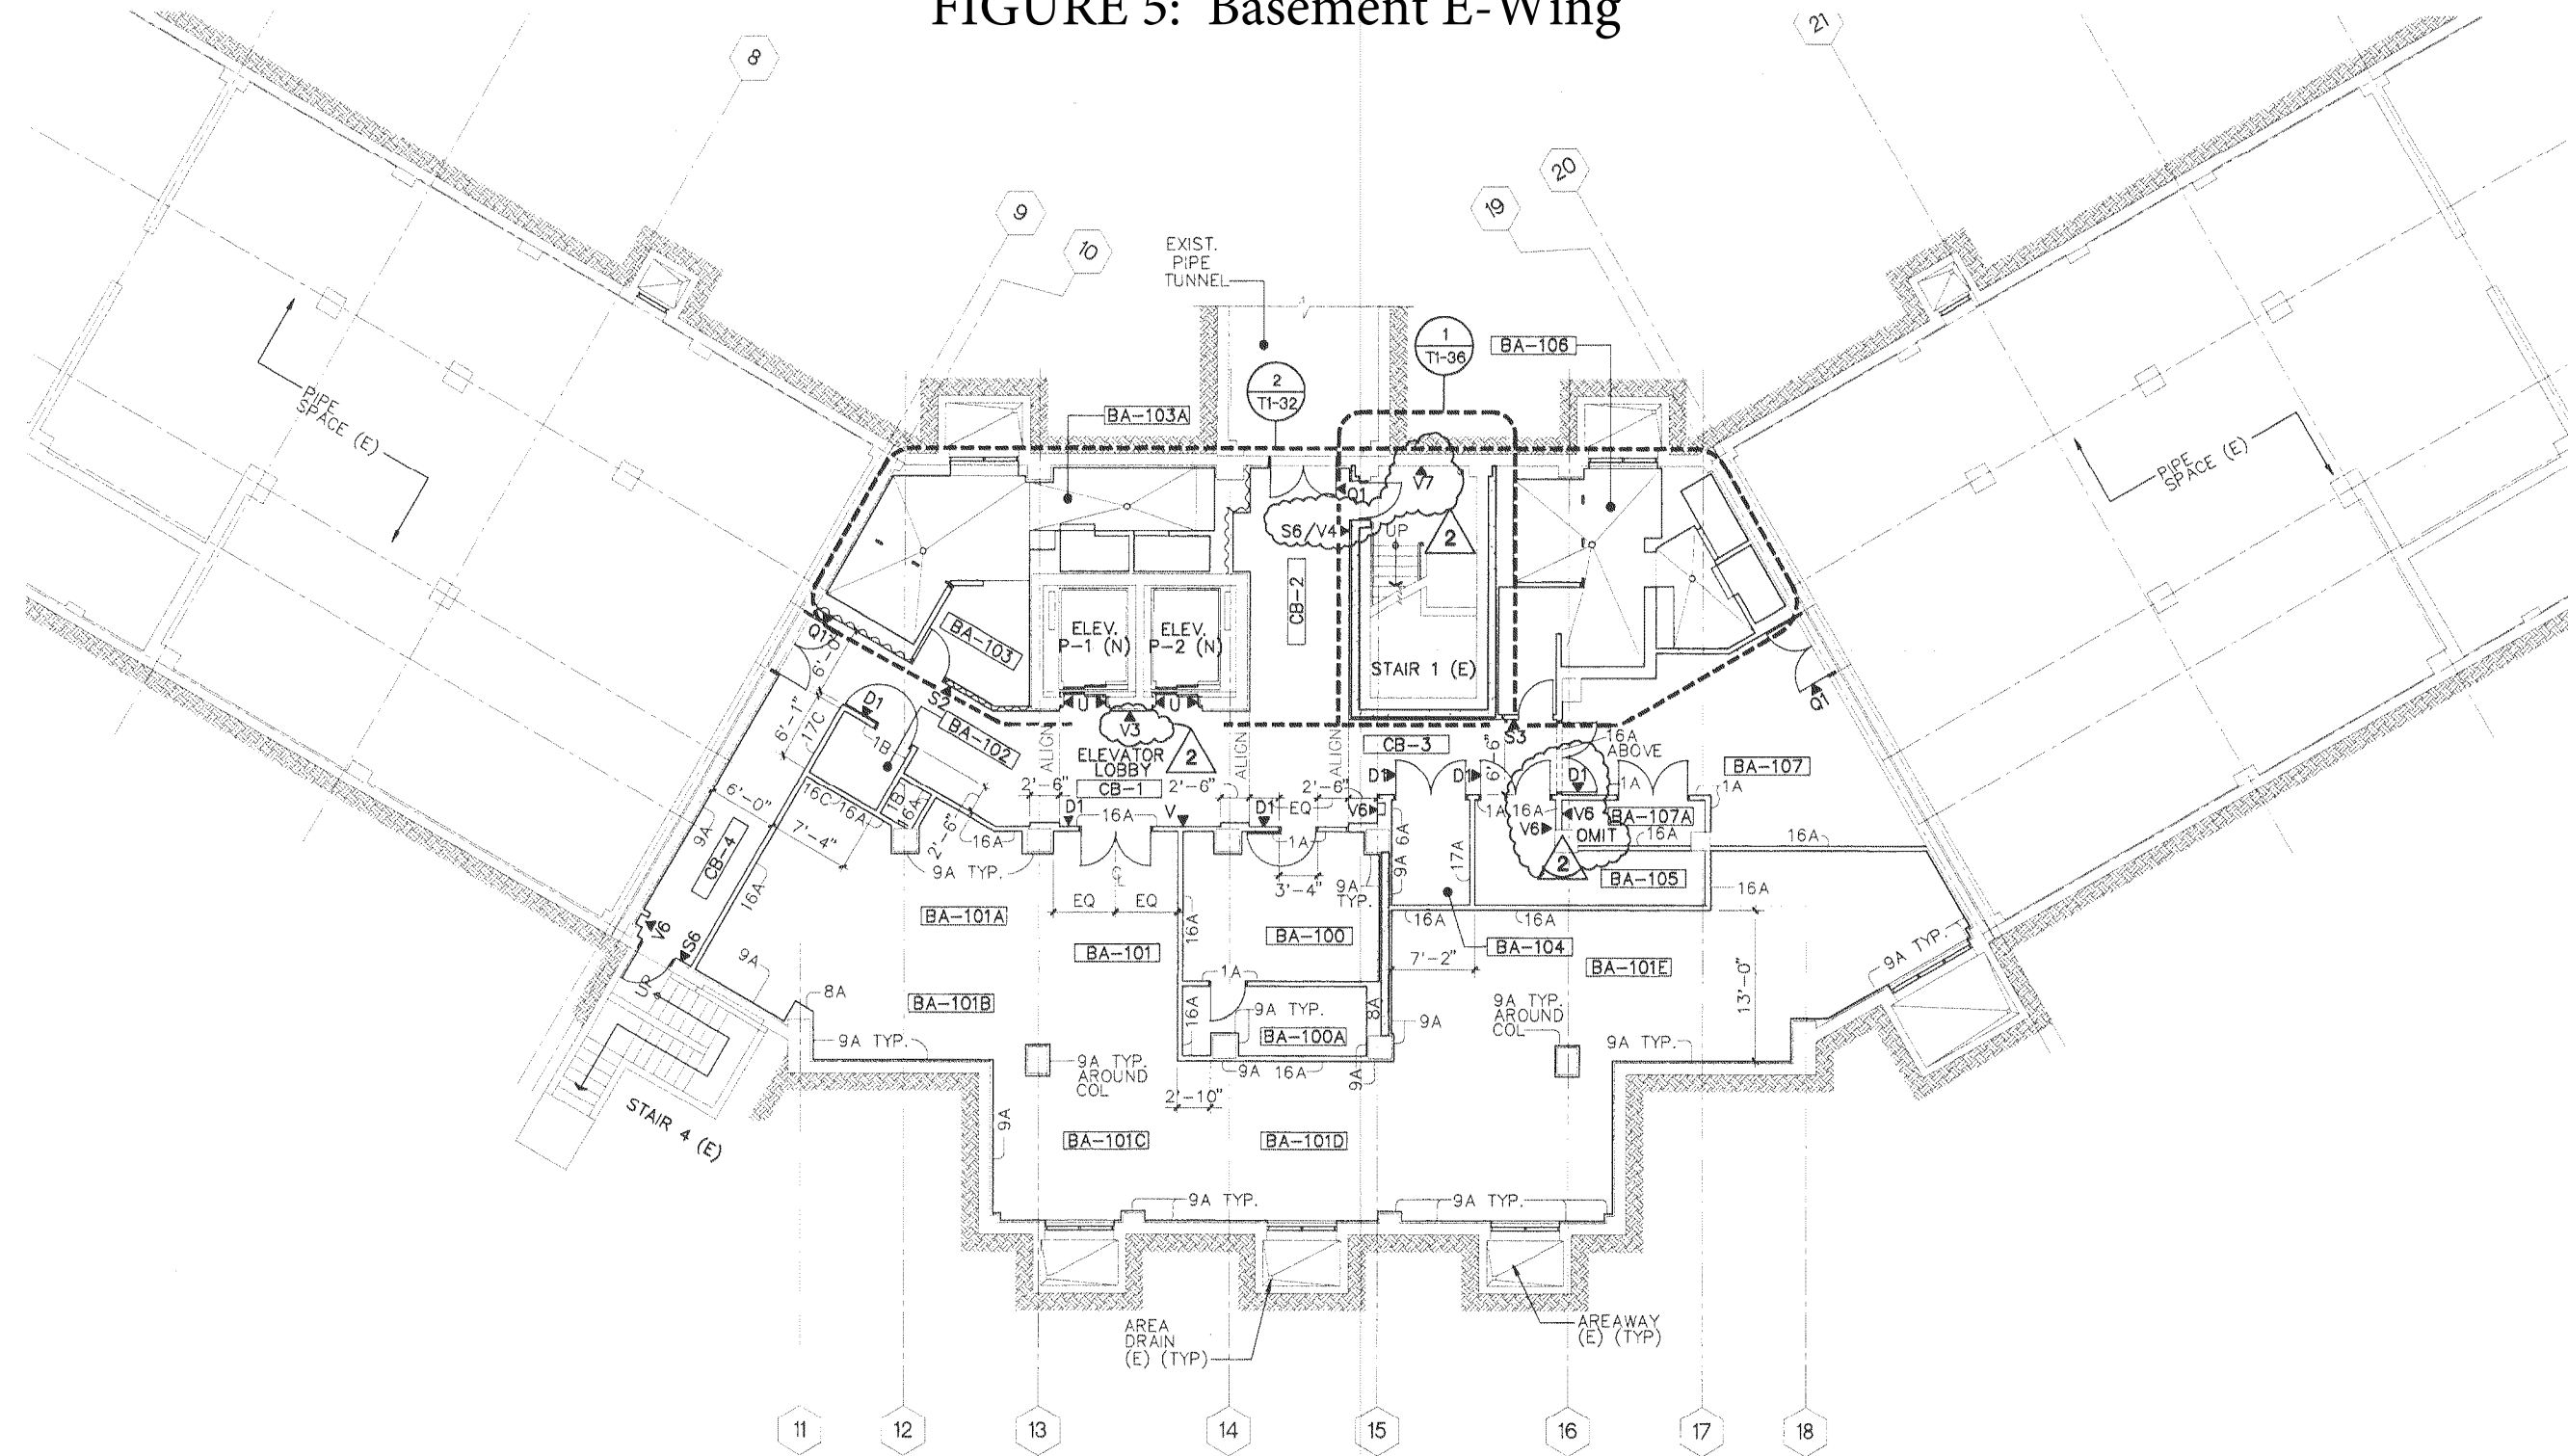 FIGURE 5: Basement E-Wing
8
21
20
9
19
10
EXIST.
PIPE
TUNNEL
1
T1-36
BA-106
2
T1-32
BA-103A
PIPE
SPACE (E)
PIPE
SPACE (E)
V7
Q1
S6/V4
UP
2
CB-2
ELEV.
P-1 (N)
ELEV.
P-2 (N)
BA-103
STAIR 1 (E)
Q1
6'-0"
S2
D1
U
U
V3
Q1
6'-1"
17C
1B
BA-102
ALIGN
ELEVATOR
LOBBY
2
ALIGN
ALIGN
CB-3
S3
6'-6"
16A
ABOVE
BA-107
CB-1
2'-6"
2'-6"
2'-6"
D1
D1
D1
1A
1A
6'-0"
16C
16A
1B
6A
D1
16A
V
D1
EQ
V6
1A
16A
V6
V6
OMIT
BA-107A
16A
16A
7'-4"
2'-6"
16A
1A
9A
CB-4
9A TYP.
9A
6A
17A
2
BA-105
16A
℄
3'-4"
9A
TYP.
16A
EQ
EQ
BA-101A
16A
16A
16A
V6
S6
BA-101
BA-100
BA-104
9A
7'-2"
BA-101E
9A TYP.
UP
8A
1A
13'-0"
BA-101B
16A
9A TYP.
8A
9A
9A TYP.
AROUND
COL
9A TYP.
BA-100A
9A TYP.
9A TYP.
AROUND
COL
9A
16A
9A
2'-10"
STAIR 4 (E)
9A
BA-101C
BA-101D
9A TYP.
9A TYP.
AREA
DRAIN
(E) (TYP)
AREAWAY
(E) (TYP)
11
12
13
14
15
16
17
18